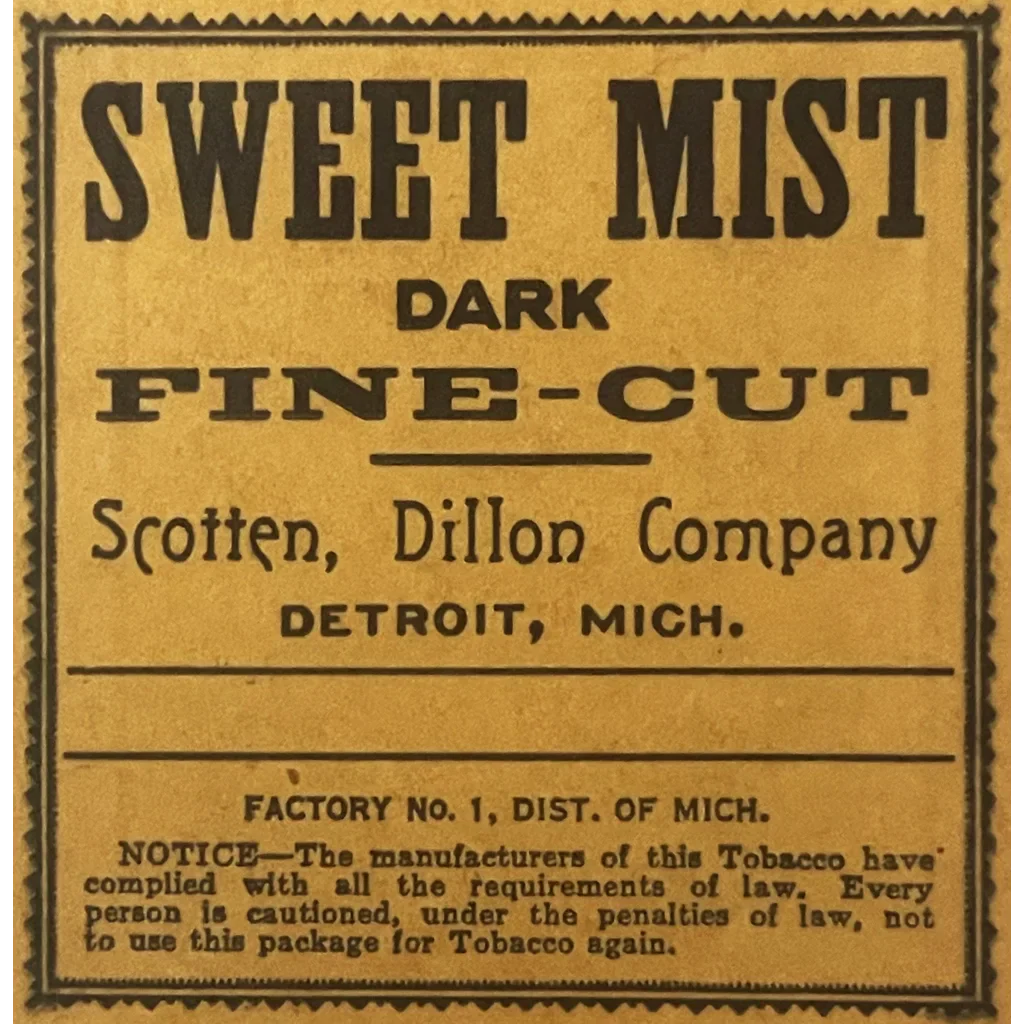 SWEET MIST
DARK
FINE-CUT
Scotten, Dillon Company
DETROIT, MICH.
FACTORY No. 1, DIST. OF MICH.
NOTICE—The manufacturers of this Tobacco have
complied with all the requirements of law. Every
person is cautioned, under the penalties of law, not
to use this package for Tobacco again.